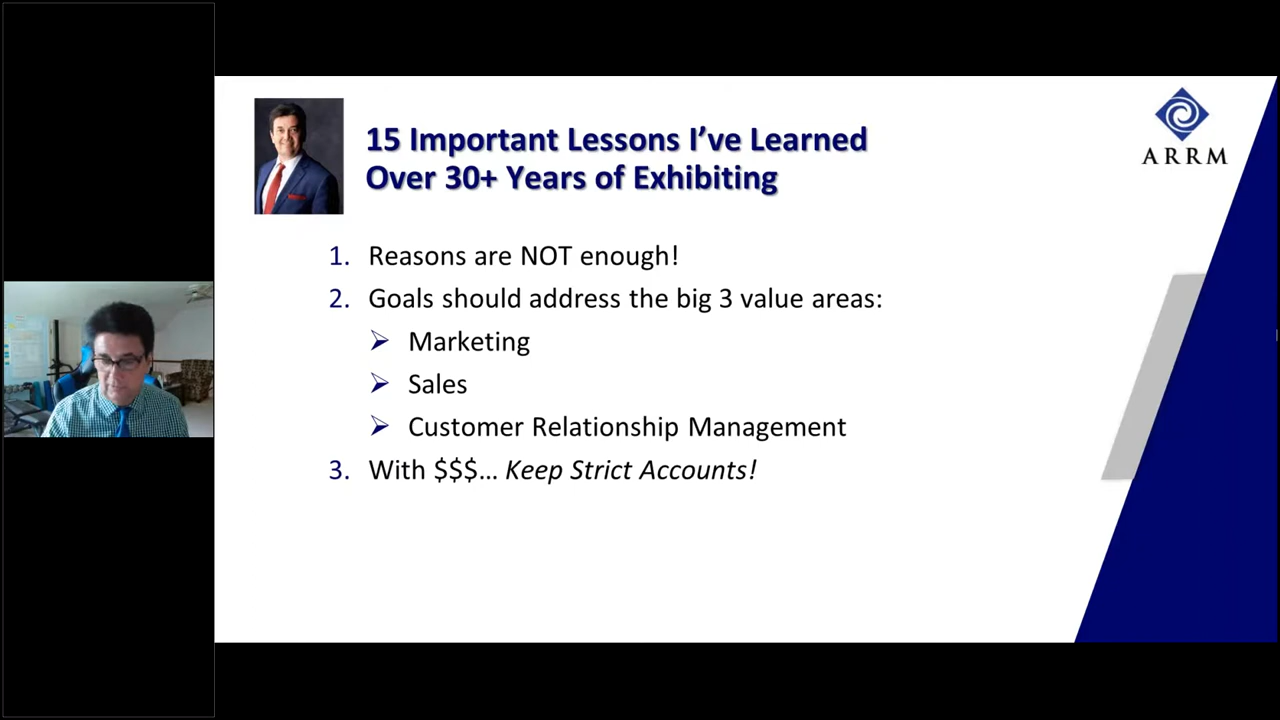 15 Important Lessons I’ve Learned
Over 30+ Years of Exhibiting
ARRM
1. Reasons are NOT enough!
2. Goals should address the big 3 value areas:
➢ Marketing
➢ Sales
➢ Customer Relationship Management
3. With $$$… Keep Strict Accounts!